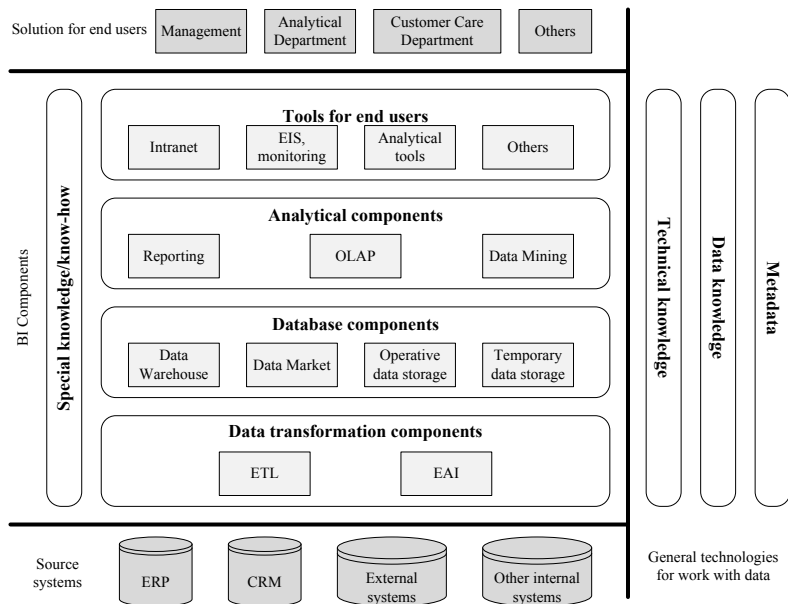 Solution for end users
Management
Analytical
Department
Customer Care
Department
Others
BI Components
Special knowledge/know-how
Tools for end users
Intranet
EIS,
monitoring
Analytical
tools
Others
Analytical components
Reporting
OLAP
Data Mining
Database components
Data
Warehouse
Data Market
Operative
data storage
Temporary
data storage
Data transformation components
ETL
EAI
Technical knowledge
Data knowledge
Metadata
Source
systems
ERP
CRM
External
systems
Other internal
systems
General technologies
for work with data